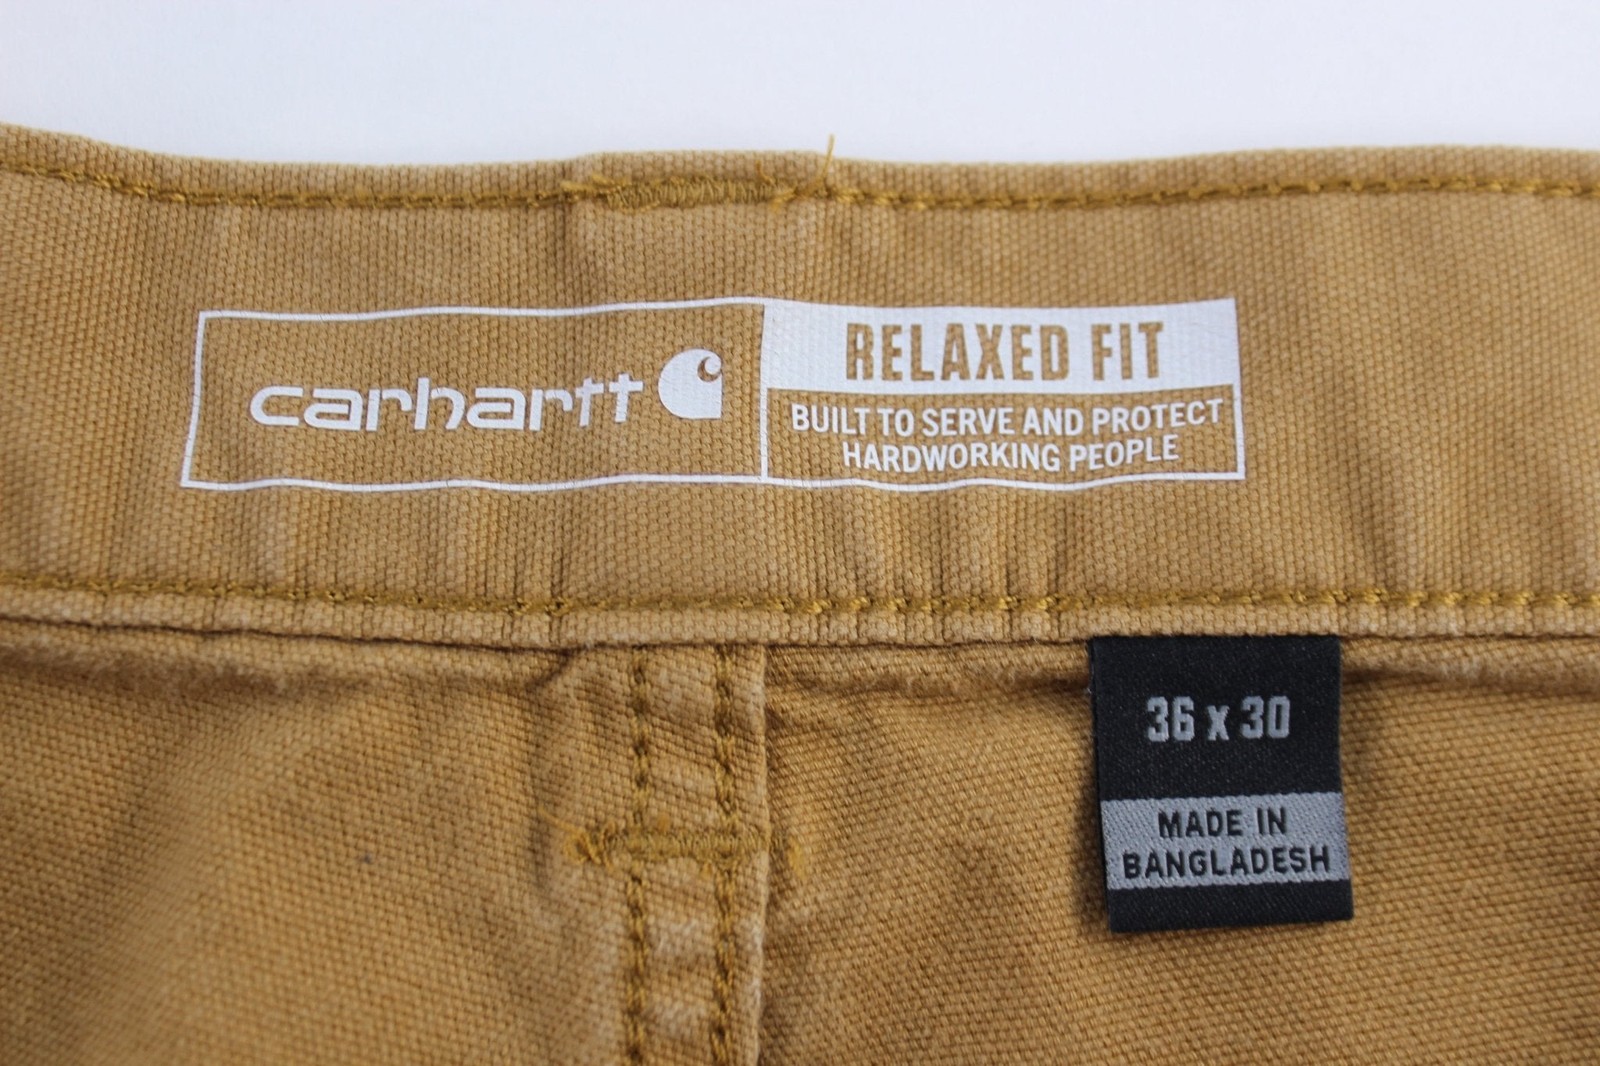 carhartt
RELAXED FIT
BUILT TO SERVE AND PROTECT
HARDWORKING PEOPLE
36 x 30
MADE IN
BANGLADESH